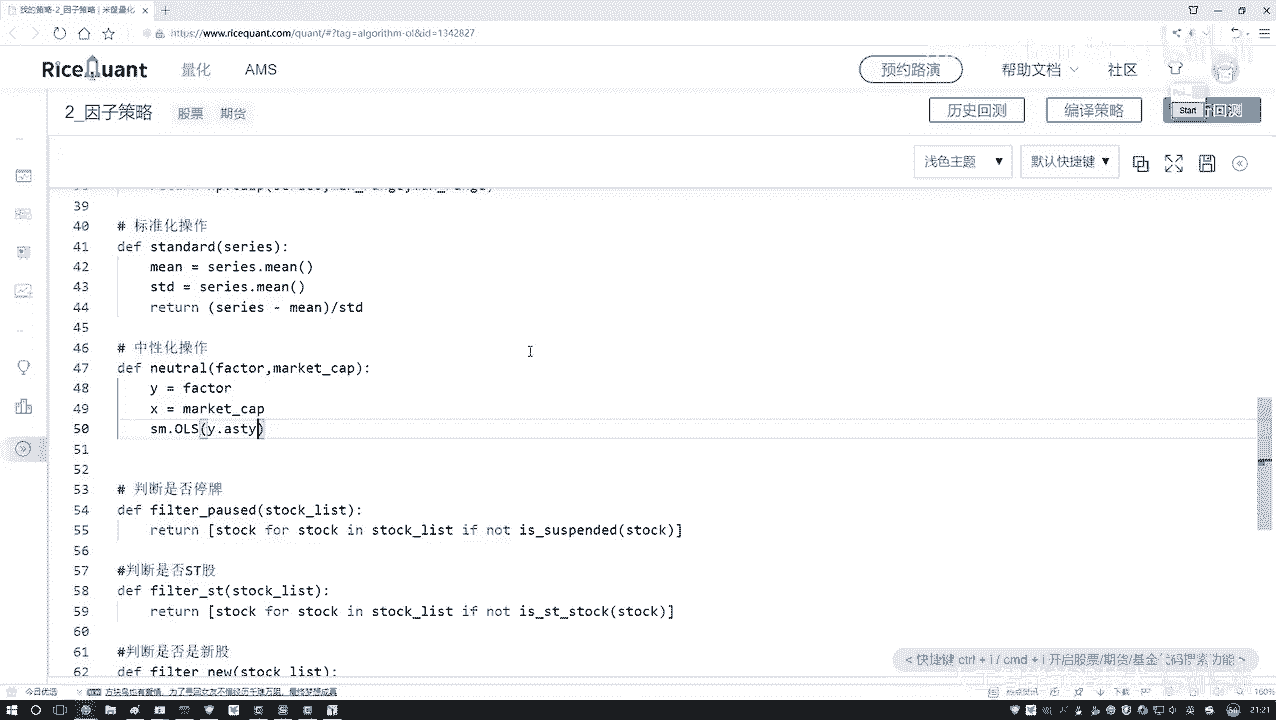 我的策略-2_因子策略 | 米筐量化
https://www.ricequant.com/quant/#?tag=algorithm-ol&id=1342827
RiceQuant 量化 AMS 预约路演 帮助文档 社区
2_因子策略 股票 期货 历史回测 编译策略 Start 回测
浅色主题 默认快捷键
39
40 # 标准化操作
41 def standard(series):
42 mean = series.mean()
43 std = series.mean()
44 return (series - mean)/std
45
46 # 中性化操作
47 def neutral(factor,market_cap):
48 y = factor
49 x = market_cap
50 sm.OLS(y.asty)
51
52
53 # 判断是否停牌
54 def filter_paused(stock_list):
55 return [stock for stock in stock_list if not is_suspended(stock)]
56
57 #判断是否ST股
58 def filter_st(stock_list):
59 return [stock for stock in stock_list if not is_st_stock(stock)]
60
61 #判断是否是新股
62 def filter_new(stock_list):
<快捷键 ctrl + i / cmd + i 开启股票/期货/基金代码搜索功能
今日优选
21:21